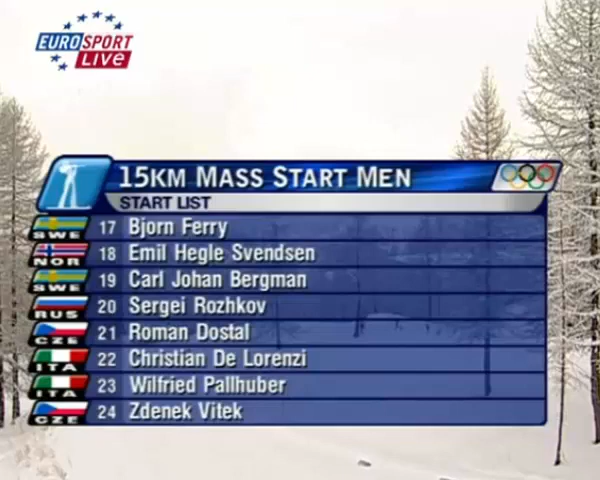 EUROSPORT
LIVE
15KM MASS START MEN
START LIST
SWE 17 Bjorn Ferry
NOR 18 Emil Hegle Svendsen
SWE 19 Carl Johan Bergman
RUS 20 Sergei Rozhkov
CZE 21 Roman Dostal
ITA 22 Christian De Lorenzi
ITA 23 Wilfried Pallhuber
CZE 24 Zdenek Vitek